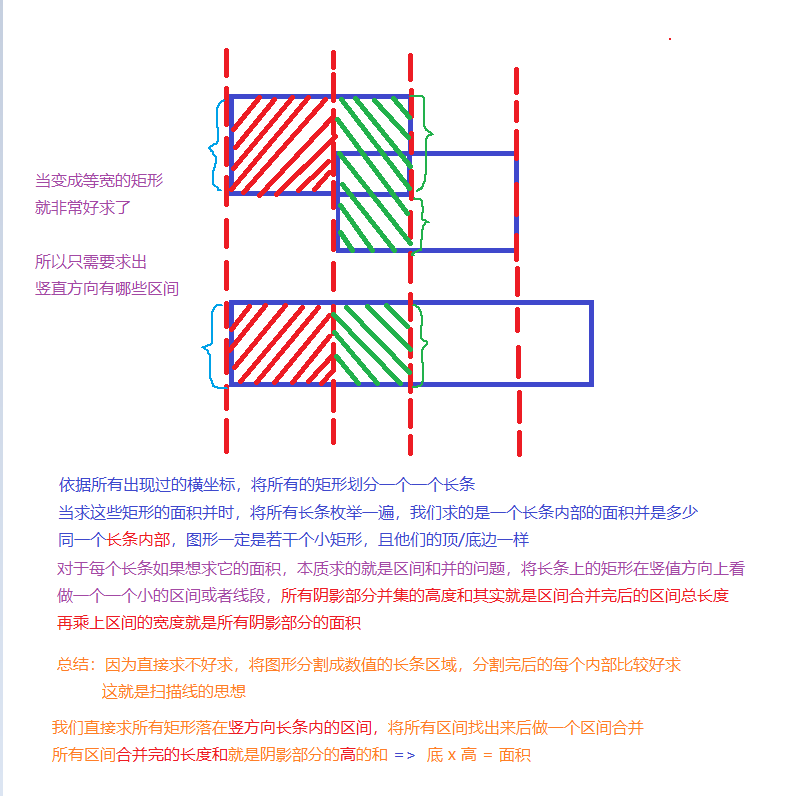 当变成等宽的矩形
就非常好求了
所以只需要求出
竖直方向有哪些区间
依据所有出现过的横坐标，将所有的矩形划分一个一个长条
当求这些矩形的面积并时，将所有长条枚举一遍，我们求的是一个长条内部的面积并是多少
同一个长条内部，图形一定是若干个小矩形，且他们的顶/底边一样
对于每个长条如果想求它的面积，本质求的就是区间和并的问题，将长条上的矩形在竖值方向上看
做一个一个小的区间或者线段，所有阴影部分并集的高度和其实就是区间合并完后的区间总长度
再乘上区间的宽度就是所有阴影部分的面积
总结：因为直接求不好求，将图形分割成数值的长条区域，分割完后的每个内部比较好求
这就是扫描线的思想
我们直接求所有矩形落在竖方向长条内的区间，将所有区间找出来后做一个区间合并
所有区间合并完的长度和就是阴影部分的高的和 => 底 x 高 = 面积